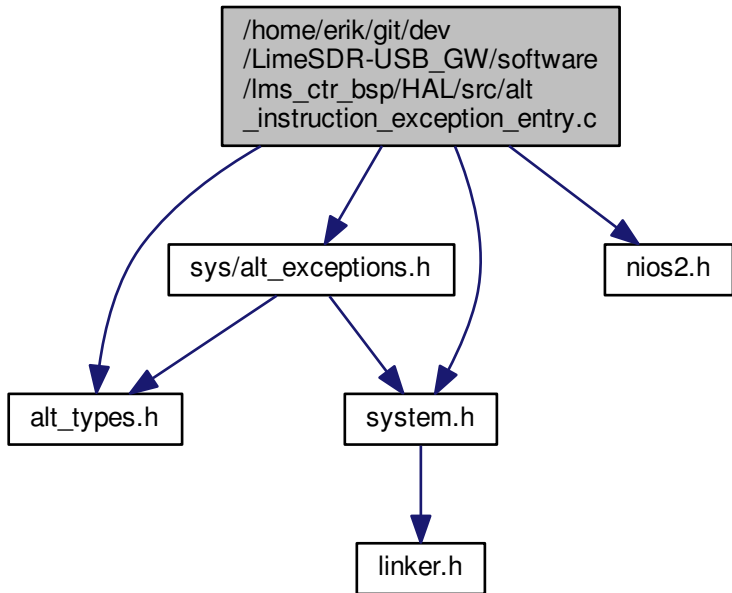 /home/erik/git/dev
/LimeSDR-USB_GW/software
/lms_ctr_bsp/HAL/src/alt
_instruction_exception_entry.c
sys/alt_exceptions.h
nios2.h
alt_types.h
system.h
linker.h